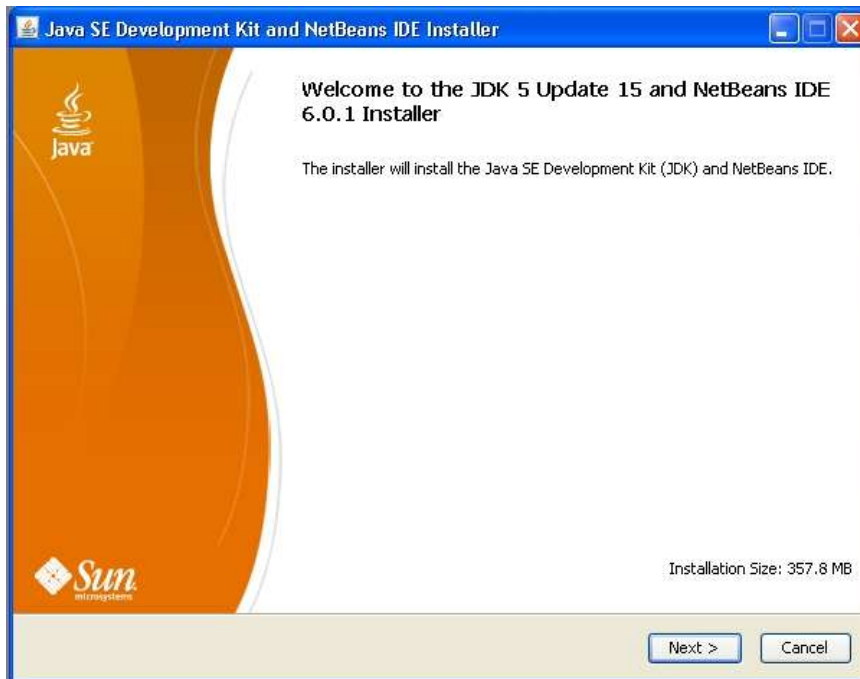 Java SE Development Kit and NetBeans IDE Installer
Java
Welcome to the JDK 5 Update 15 and NetBeans IDE
6.0.1 Installer
The installer will install the Java SE Development Kit (JDK) and NetBeans IDE.
Sun
microsystems
Installation Size: 357.8 MB
Next >
Cancel